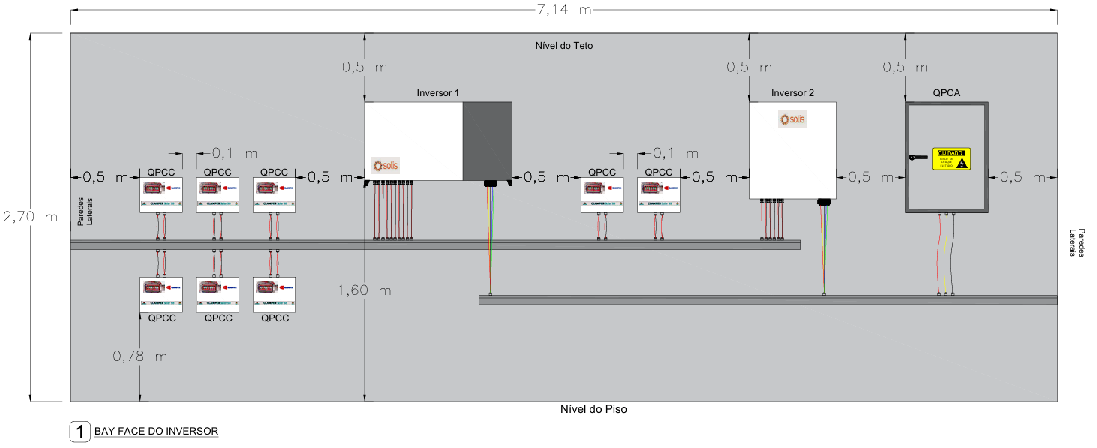 7,14 m
Nível do Teto
0,5 m
0,5 m
0,5 m
Inversor 1
Inversor 2
QPCA
solis
solis
0,1 m
0,1 m
QPCC
QPCC
QPCC
QPCC
QPCC
0,5 m
0,5 m
0,5 m
0,5 m
0,5 m
0,5 m
2,70 m
Paredes
Laterais
Paredes
Laterais
1,60 m
QPCC
QPCC
QPCC
0,78 m
Nível do Piso
1
BAY FACE DO INVERSOR